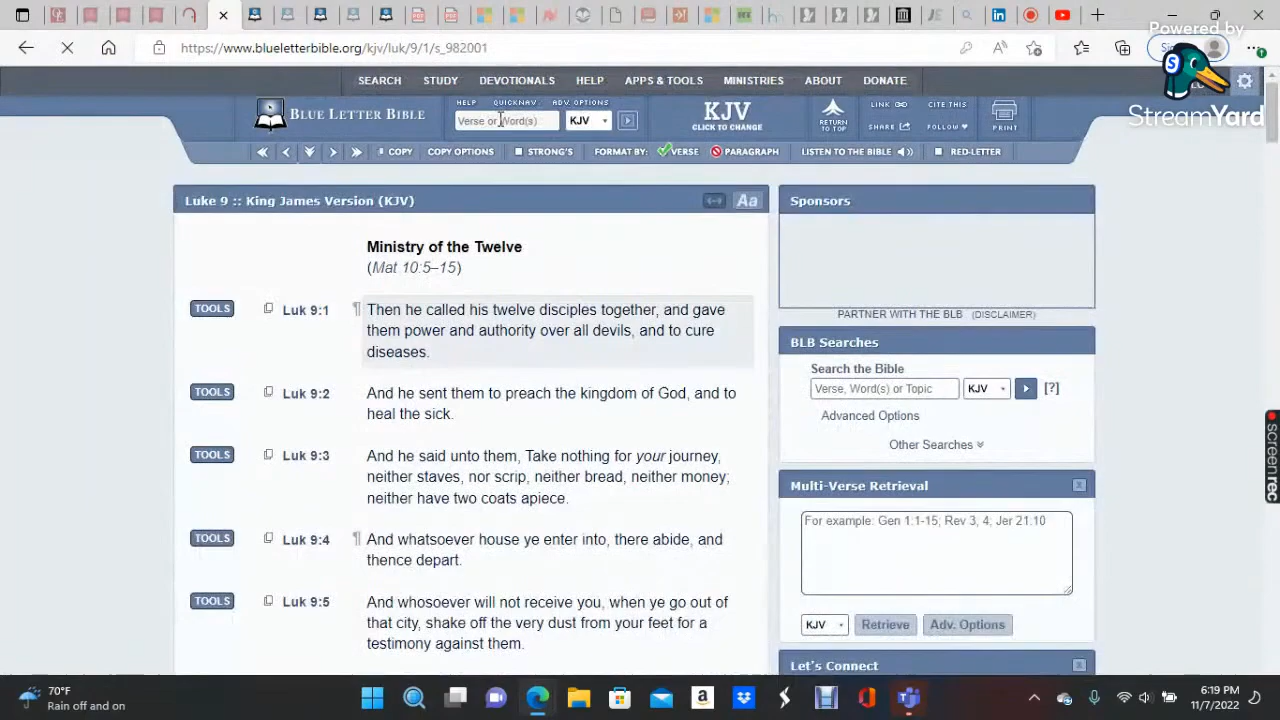 https://www.blueletterbible.org/kjv/luk/9/1/s_982001
Powered by
StreamYard
SEARCH STUDY DEVOTIONALS HELP APPS & TOOLS MINISTRIES ABOUT DONATE
BLUE LETTER BIBLE
HELP QUICKNAV ADV. OPTIONS
Verse or Word(s) KJV
KJV
CLICK TO CHANGE
RETURN
TO TOP
LINK CITE THIS
SHARE FOLLOW
PRINT
COPY COPY OPTIONS STRONG'S FORMAT BY: VERSE PARAGRAPH LISTEN TO THE BIBLE RED-LETTER
Luke 9 :: King James Version (KJV) Aa
Ministry of the Twelve
(Mat 10:5–15)
TOOLS Luk 9:1 ¶ Then he called his twelve disciples together, and gave
them power and authority over all devils, and to cure
diseases.
TOOLS Luk 9:2 And he sent them to preach the kingdom of God, and to
heal the sick.
TOOLS Luk 9:3 And he said unto them, Take nothing for your journey,
neither staves, nor scrip, neither bread, neither money;
neither have two coats apiece.
TOOLS Luk 9:4 ¶ And whatsoever house ye enter into, there abide, and
thence depart.
TOOLS Luk 9:5 And whosoever will not receive you, when ye go out of
that city, shake off the very dust from your feet for a
testimony against them.
Sponsors
PARTNER WITH THE BLB (DISCLAIMER)
BLB Searches
Search the Bible
Verse, Word(s) or Topic KJV [?]
Advanced Options
Other Searches
Multi-Verse Retrieval x
For example: Gen 1:1-15; Rev 3, 4; Jer 21.10
KJV Retrieve Adv. Options
Let's Connect x
screenrec
70°F
Rain off and on
6:19 PM
11/7/2022